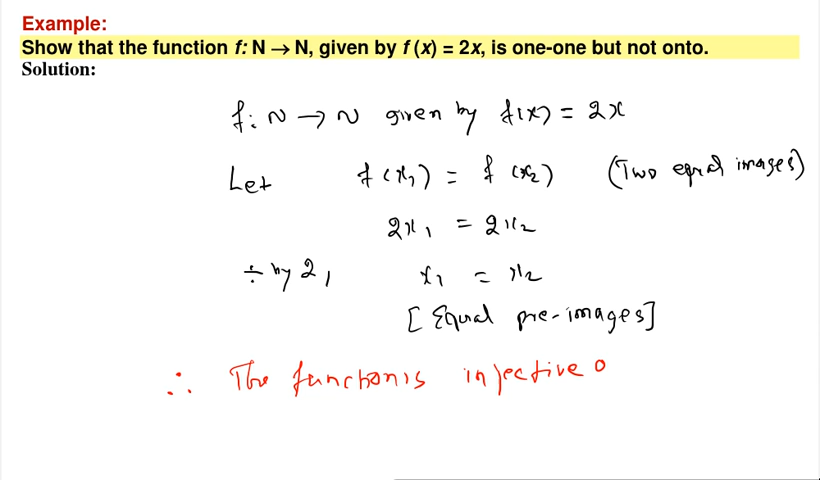 Example:
Show that the function f: N → N, given by f (x) = 2x, is one-one but not onto.
Solution:
f: N → N given by f(x) = 2x
Let f(x₁) = f(x₂) (Two equal images)
2x₁ = 2x₂
÷ by 2, x₁ = x₂
[Equal pre-images]
∴ The function is injective o